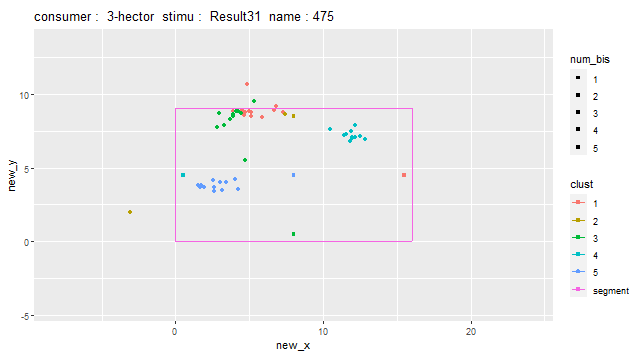 consumer :  3-hector  stimu :  Result31  name : 475
new_y
10
5
0
-5
0
10
20
new_x
num_bis
1
2
3
4
5
clust
1
2
3
4
5
segment